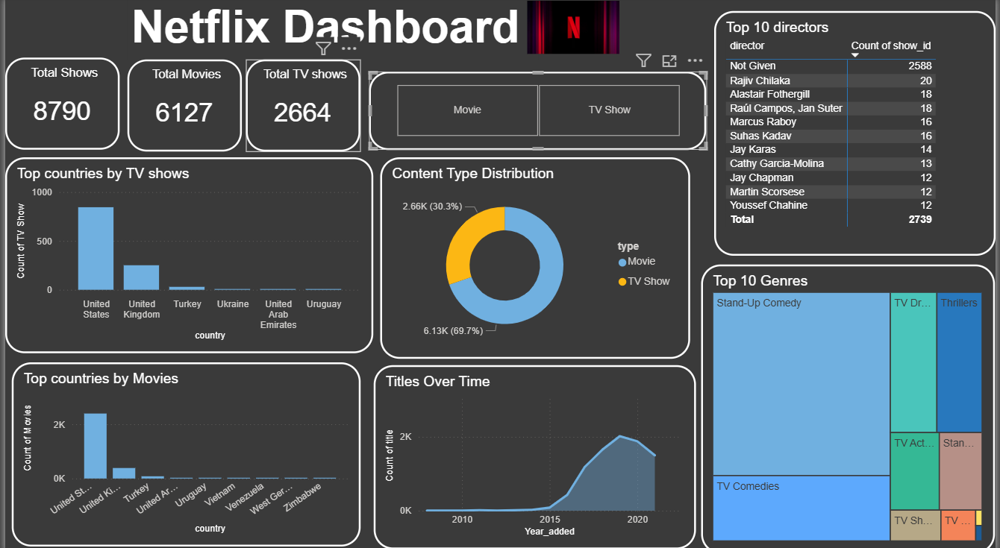 Netflix Dashboard
N
Total Shows
8790
Total Movies
6127
Total TV shows
2664
Movie
TV Show
Top 10 directors
director Count of show_id
Not Given 2588
Rajiv Chilaka 20
Alastair Fothergill 18
Raúl Campos, Jan Suter 18
Marcus Raboy 16
Suhas Kadav 16
Jay Karas 14
Cathy Garcia-Molina 13
Jay Chapman 12
Martin Scorsese 12
Youssef Chahine 12
Total 2739
Top countries by TV shows
Count of TV Show
1000
500
0
United
States
United
Kingdom
Turkey
Ukraine
United
Arab
Emirates
Uruguay
country
Content Type Distribution
2.66K (30.3%)
6.13K (69.7%)
type
Movie
TV Show
Top 10 Genres
Stand-Up Comedy
TV Dr...
Thrillers
TV Act...
Stan...
TV Comedies
TV Sh...
TV ...
Top countries by Movies
Count of Movies
2K
0K
United St...
United Ki...
Turkey
United Ar...
Uruguay
Vietnam
Venezuela
West Ger...
Zimbabwe
country
Titles Over Time
Count of title
2K
0K
2010
2015
2020
Year_added